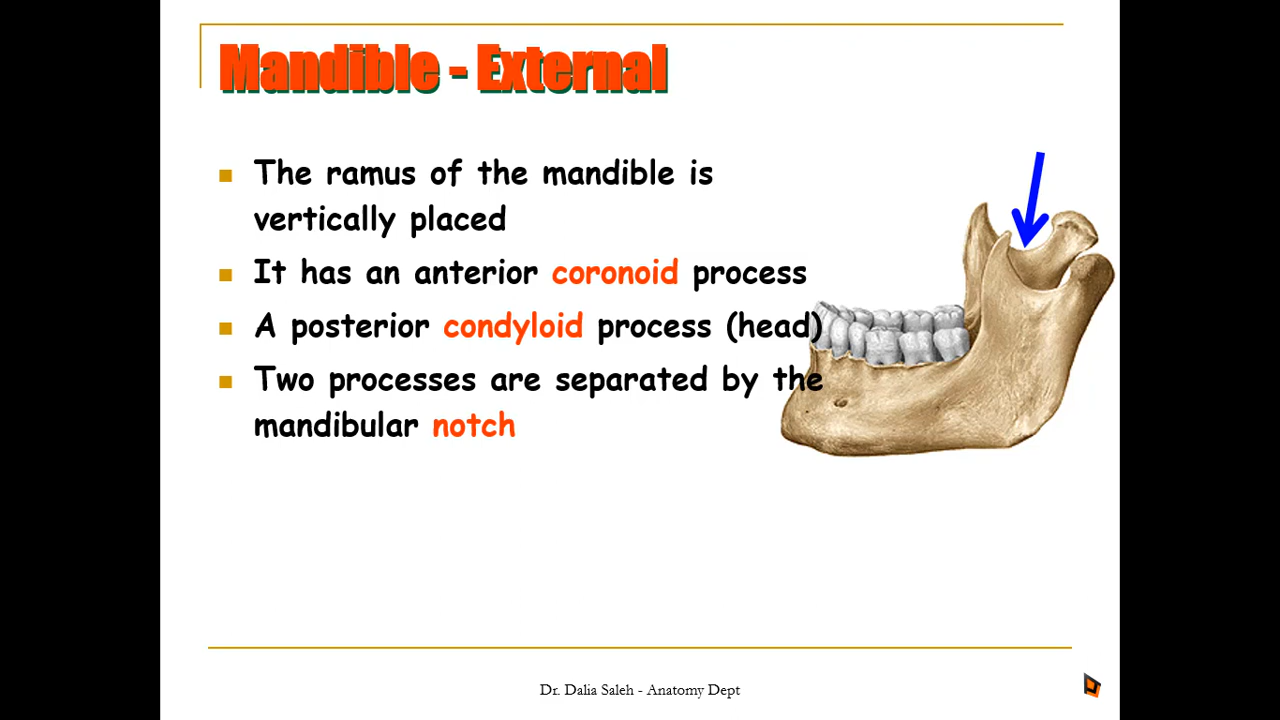 Mandible - External
The ramus of the mandible is
vertically placed
It has an anterior coronoid process
A posterior condyloid process (head)
Two processes are separated by the
mandibular notch
Dr. Dalia Saleh - Anatomy Dept